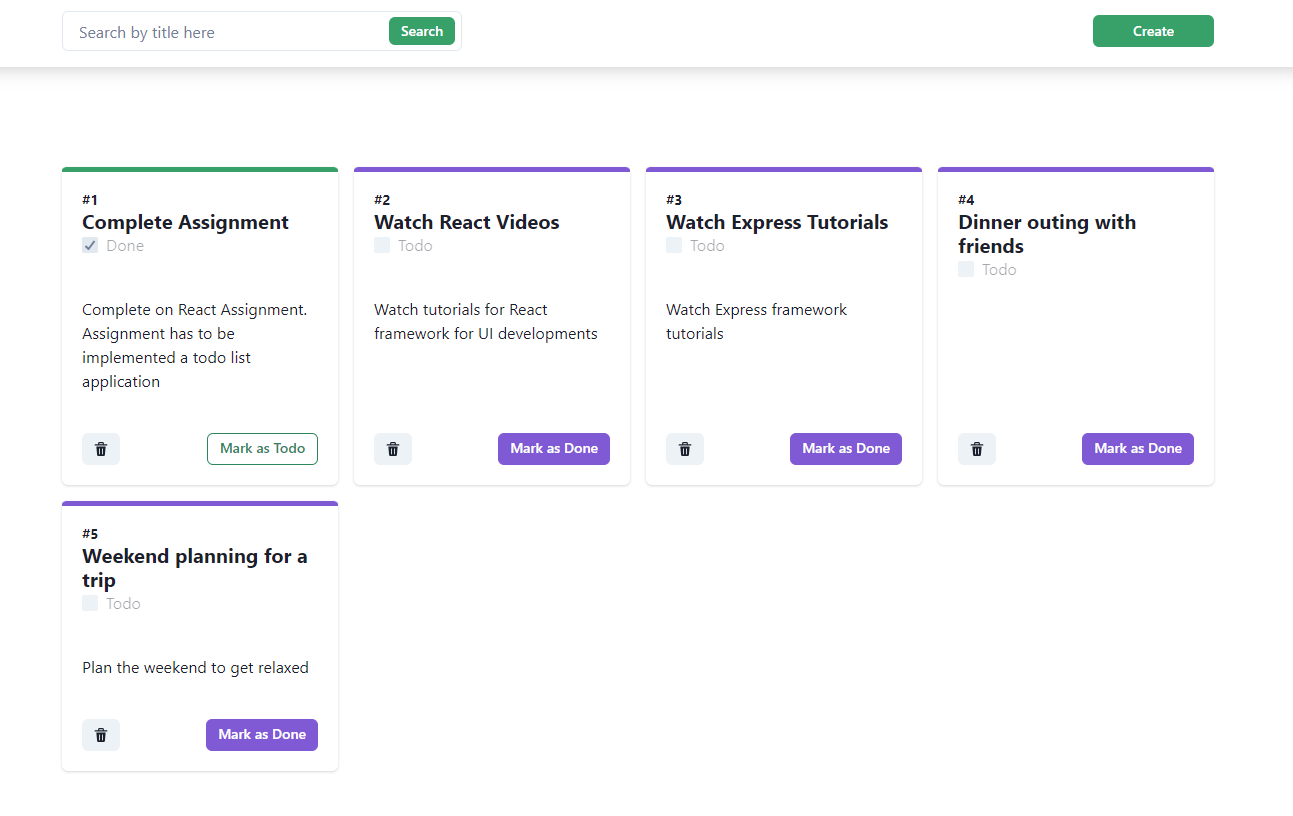 Search by title here
Search
Create
#1
Complete Assignment
Done
Complete on React Assignment.
Assignment has to be
implemented a todo list
application
Mark as Todo
#2
Watch React Videos
Todo
Watch tutorials for React
framework for UI developments
Mark as Done
#3
Watch Express Tutorials
Todo
Watch Express framework
tutorials
Mark as Done
#4
Dinner outing with
friends
Todo
Mark as Done
#5
Weekend planning for a
trip
Todo
Plan the weekend to get relaxed
Mark as Done